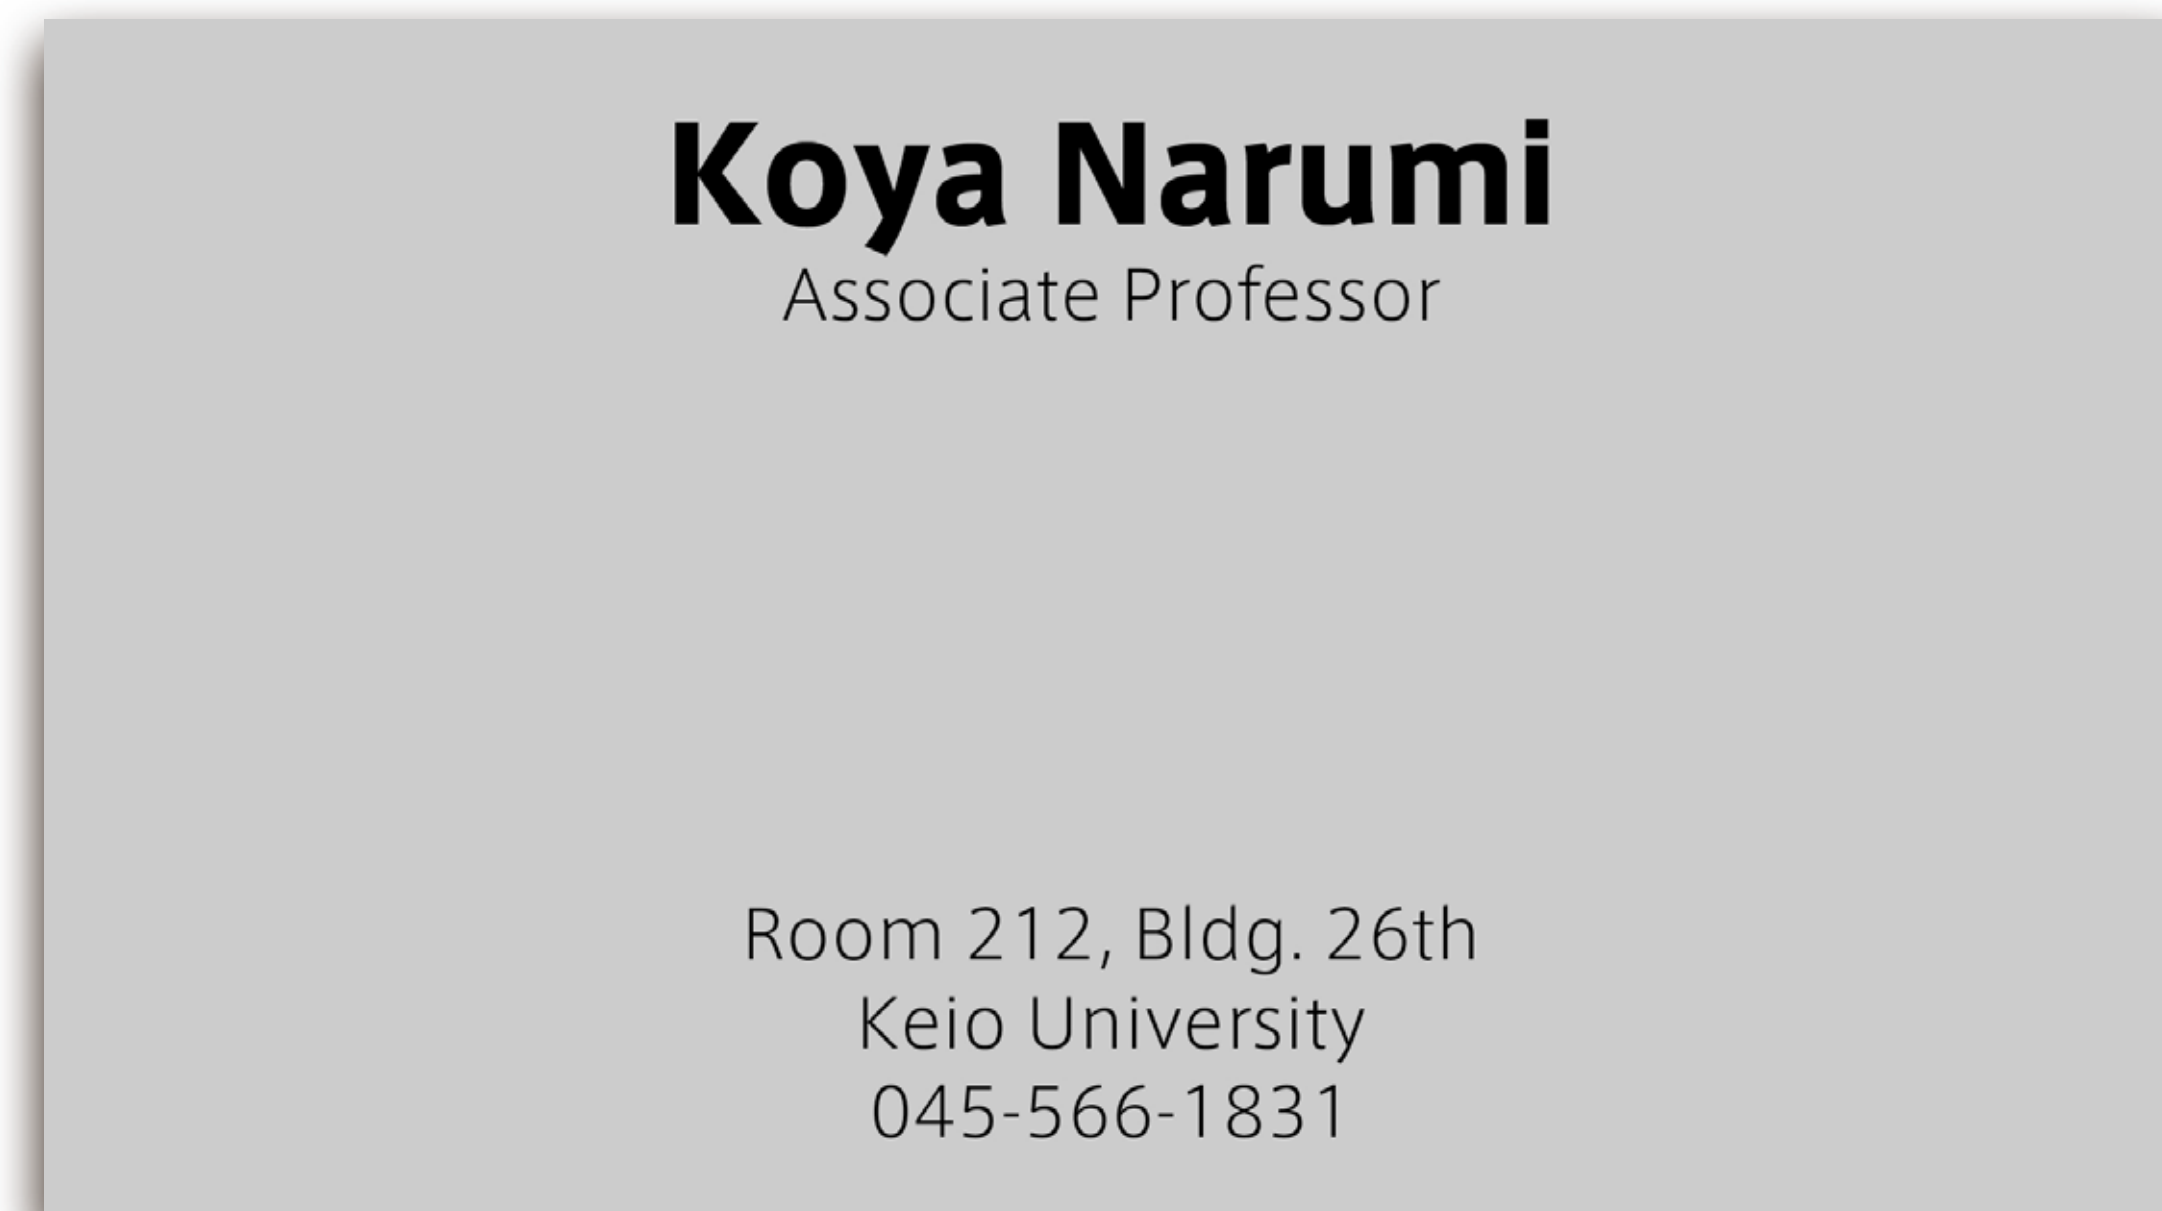 Koya Narumi
Associate Professor
Room 212, Bldg. 26th
Keio University
045-566-1831